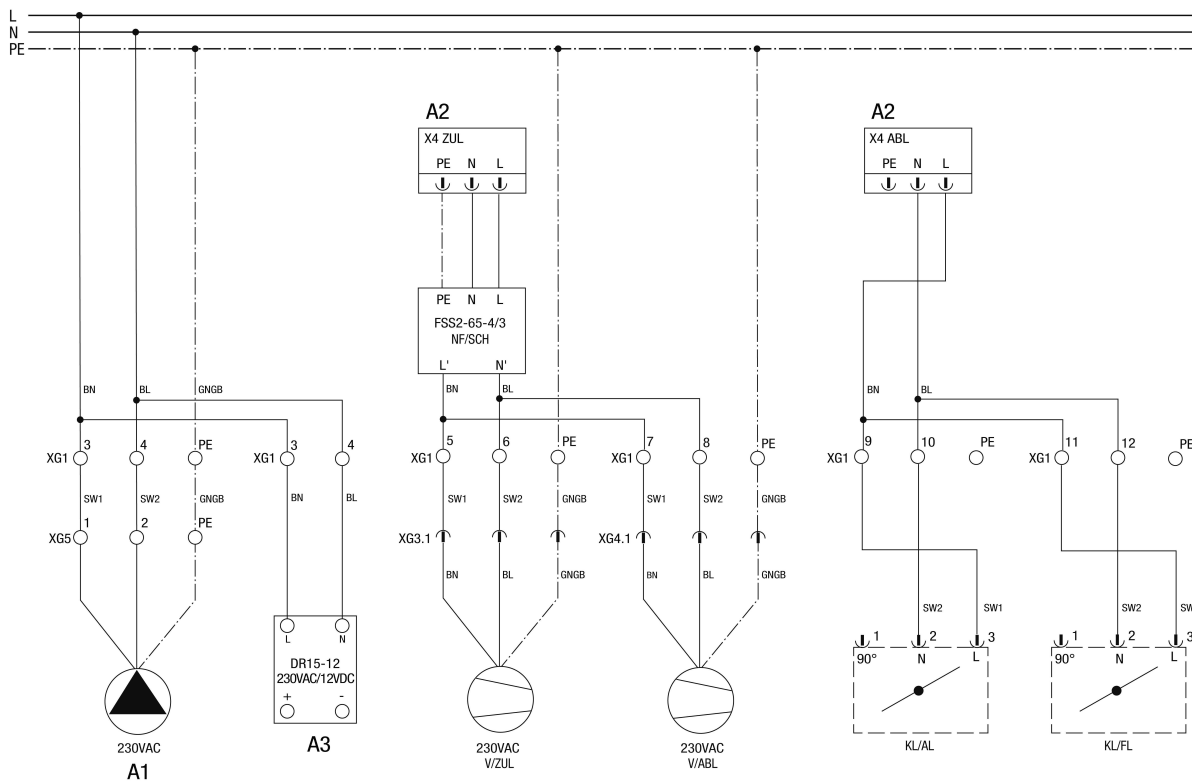 L
N
PE
A2 A2
X4 ZUL X4 ABL
PE N L PE N L
PE N L
FSS2-65-4/3
NF/SCH
L' N'
BN BL GNGB BN BL BN BL
3 4 PE 3 4 5 6 PE 7 8 PE 9 10 PE 11 12 PE
XG1 XG1 XG1 XG1 XG1 XG1
SW1 SW2 GNGB BN BL SW1 SW2 GNGB SW1 SW2 GNGB
1 2 PE
XG5 XG3.1 XG4.1
BN BL GNGB BN BL GNGB
SW2 SW1 SW2 SW
1 2 3 1 2 3
L N 90° N L 90° N L
DR15-12
230VAC/12VDC
+ -
230VAC A3 230VAC 230VAC KL/AL KL/FL
A1 V/ZUL V/ABL